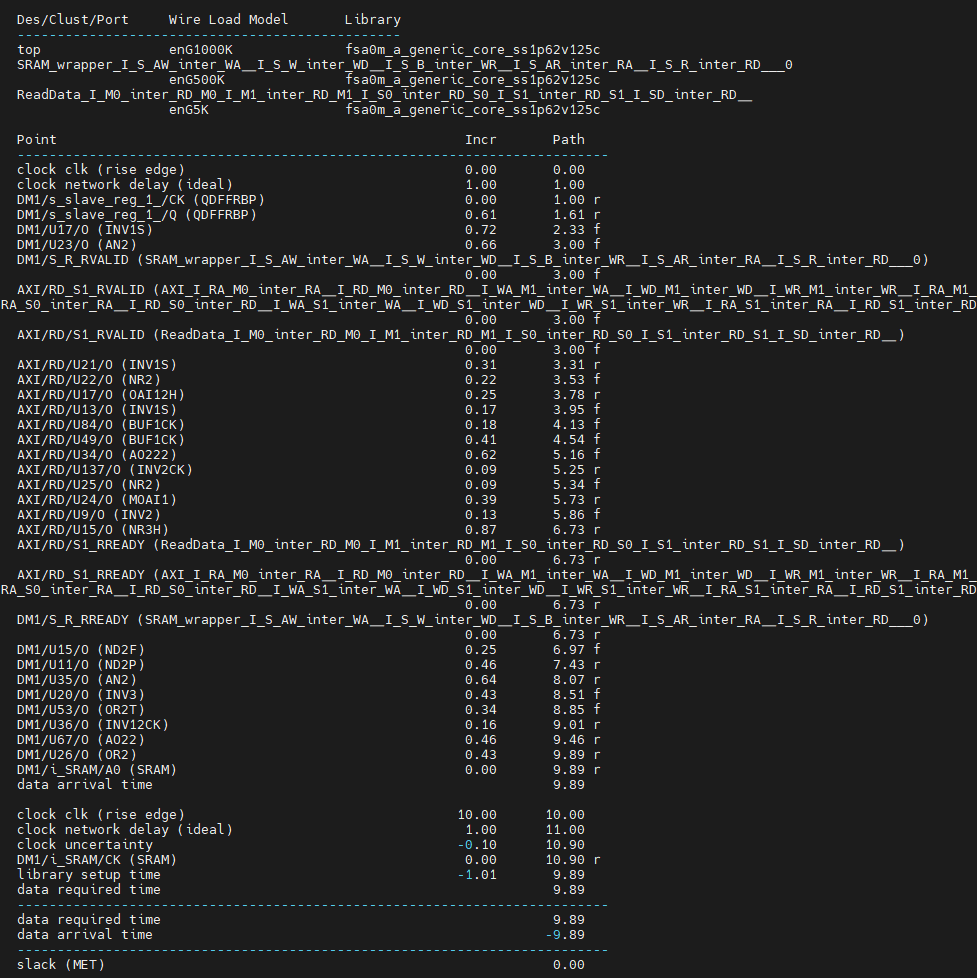 Des/Clust/Port     Wire Load Model       Library
------------------------------------------------
top                enG1000K              fsa0m_a_generic_core_ss1p62v125c
SRAM_wrapper_I_S_AW_inter_WA__I_S_W_inter_WD__I_S_B_inter_WR__I_S_AR_inter_RA__I_S_R_inter_RD___0
                   enG500K               fsa0m_a_generic_core_ss1p62v125c
ReadData_I_M0_inter_RD_M0_I_M1_inter_RD_M1_I_S0_inter_RD_S0_I_S1_inter_RD_S1_I_SD_inter_RD__
                   enG5K                 fsa0m_a_generic_core_ss1p62v125c
Point                                                   Incr       Path
--------------------------------------------------------------------------
clock clk (rise edge)                                   0.00       0.00
clock network delay (ideal)                             1.00       1.00
DM1/s_slave_reg_1_/CK (QDFFRBP)                         0.00       1.00 r
DM1/s_slave_reg_1_/Q (QDFFRBP)                          0.61       1.61 r
DM1/U17/O (INV1S)                                       0.72       2.33 f
DM1/U23/O (AN2)                                         0.66       3.00 f
DM1/S_R_RVALID (SRAM_wrapper_I_S_AW_inter_WA__I_S_W_inter_WD__I_S_B_inter_WR__I_S_AR_inter_RA__I_S_R_inter_RD___0)
                                                        0.00       3.00 f
AXI/RD_S1_RVALID (AXI_I_RA_M0_inter_RA__I_RD_M0_inter_RD__I_WA_M1_inter_WA__I_WD_M1_inter_WD__I_WR_M1_inter_WR__I_RA_M1_
RA_S0_inter_RA__I_RD_S0_inter_RD__I_WA_S1_inter_WA__I_WD_S1_inter_WD__I_WR_S1_inter_WR__I_RA_S1_inter_RA__I_RD_S1_inter_RD
                                                        0.00       3.00 f
AXI/RD/S1_RVALID (ReadData_I_M0_inter_RD_M0_I_M1_inter_RD_M1_I_S0_inter_RD_S0_I_S1_inter_RD_S1_I_SD_inter_RD__)
                                                        0.00       3.00 f
AXI/RD/U21/O (INV1S)                                    0.31       3.31 r
AXI/RD/U22/O (NR2)                                      0.22       3.53 f
AXI/RD/U17/O (OAI12H)                                   0.25       3.78 r
AXI/RD/U13/O (INV1S)                                    0.17       3.95 f
AXI/RD/U84/O (BUF1CK)                                   0.18       4.13 f
AXI/RD/U49/O (BUF1CK)                                   0.41       4.54 f
AXI/RD/U34/O (AO222)                                    0.62       5.16 f
AXI/RD/U137/O (INV2CK)                                  0.09       5.25 r
AXI/RD/U25/O (NR2)                                      0.09       5.34 f
AXI/RD/U24/O (MOAI1)                                    0.39       5.73 r
AXI/RD/U9/O (INV2)                                      0.13       5.86 f
AXI/RD/U15/O (NR3H)                                     0.87       6.73 r
AXI/RD/S1_RREADY (ReadData_I_M0_inter_RD_M0_I_M1_inter_RD_M1_I_S0_inter_RD_S0_I_S1_inter_RD_S1_I_SD_inter_RD__)
                                                        0.00       6.73 r
AXI/RD_S1_RREADY (AXI_I_RA_M0_inter_RA__I_RD_M0_inter_RD__I_WA_M1_inter_WA__I_WD_M1_inter_WD__I_WR_M1_inter_WR__I_RA_M1_
RA_S0_inter_RA__I_RD_S0_inter_RD__I_WA_S1_inter_WA__I_WD_S1_inter_WD__I_WR_S1_inter_WR__I_RA_S1_inter_RA__I_RD_S1_inter_RD
                                                        0.00       6.73 r
DM1/S_R_RREADY (SRAM_wrapper_I_S_AW_inter_WA__I_S_W_inter_WD__I_S_B_inter_WR__I_S_AR_inter_RA__I_S_R_inter_RD___0)
                                                        0.00       6.73 r
DM1/U15/O (ND2F)                                        0.25       6.97 f
DM1/U11/O (ND2P)                                        0.46       7.43 r
DM1/U35/O (AN2)                                         0.64       8.07 r
DM1/U20/O (INV3)                                        0.43       8.51 f
DM1/U53/O (OR2T)                                        0.34       8.85 f
DM1/U36/O (INV12CK)                                     0.16       9.01 r
DM1/U67/O (AO22)                                        0.46       9.46 r
DM1/U26/O (OR2)                                         0.43       9.89 r
DM1/i_SRAM/A0 (SRAM)                                    0.00       9.89 r
data arrival time                                                  9.89
clock clk (rise edge)                                  10.00      10.00
clock network delay (ideal)                             1.00      11.00
clock uncertainty                                      -0.10      10.90
DM1/i_SRAM/CK (SRAM)                                    0.00      10.90 r
library setup time                                     -1.01       9.89
data required time                                                 9.89
--------------------------------------------------------------------------
data required time                                                 9.89
data arrival time                                                 -9.89
--------------------------------------------------------------------------
slack (MET)                                                        0.00